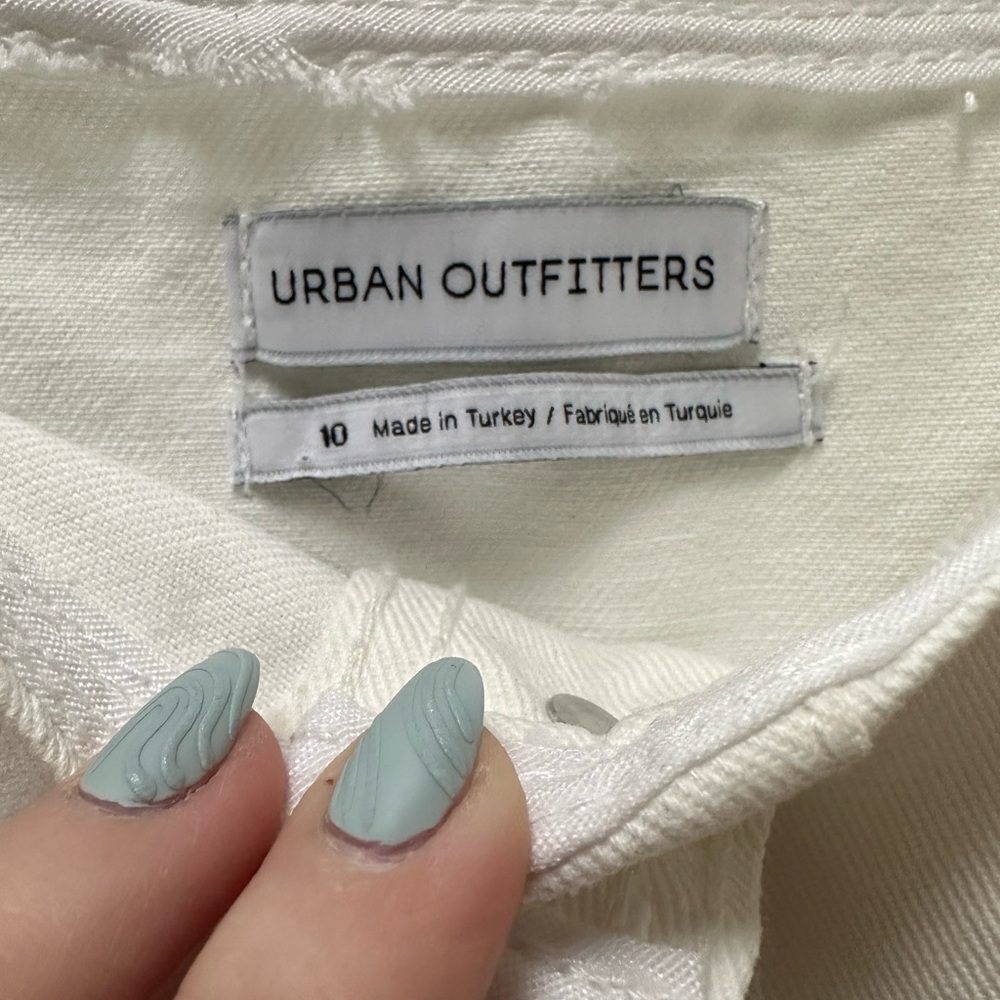 URBAN OUTFITTERS
10 Made in Turkey / Fabriqué en Turquie